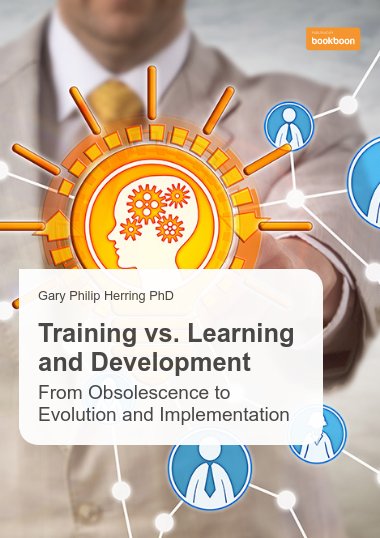 bookboon
Gary Philip Herring PhD
Training vs. Learning
and Development
From Obsolescence to
Evolution and Implementation